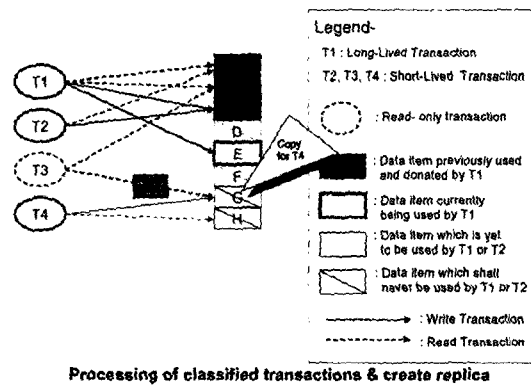 Legend-
T1 : Long-Lived Transaction
T2, T3, T4 : Short-Lived Transaction
: Read- only transaction
: Data item previously used
and donated by T1
: Data item currently
being used by T1
: Data item which is yet
to be used by T1 or T2
: Data item which shall
never be used by T1 or T2
: Write Transaction
: Read Transaction
T1
T2
T3
T4
D
E
F
G
H
Copy
for T4
Processing of classified transactions & create replica